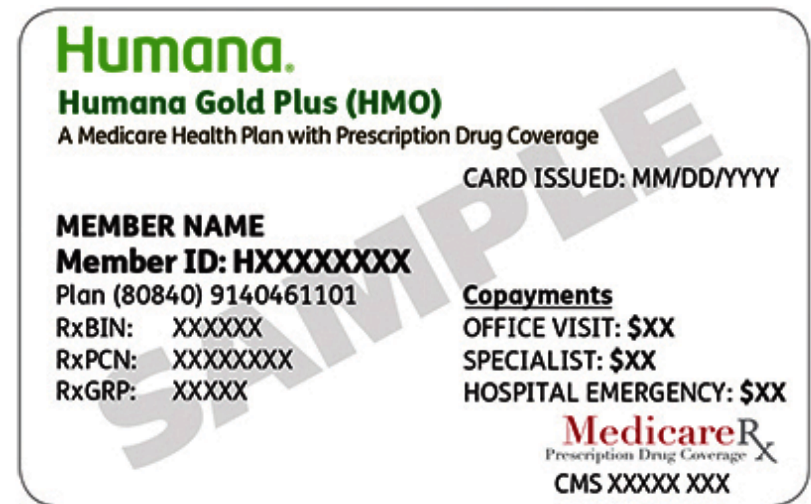 Humana.
Humana Gold Plus (HMO)
A Medicare Health Plan with Prescription Drug Coverage
CARD ISSUED: MM/DD/YYYY
MEMBER NAME
Member ID: HXXXXXXXX
Plan (80840) 9140461101
RxBIN: XXXXXX
RxPCN: XXXXXXXX
RxGRP: XXXXX
Copayments
OFFICE VISIT: $XX
SPECIALIST: $XX
HOSPITAL EMERGENCY: $XX
MedicareRx
Prescription Drug Coverage
CMS XXXXX XXX
SAMPLE